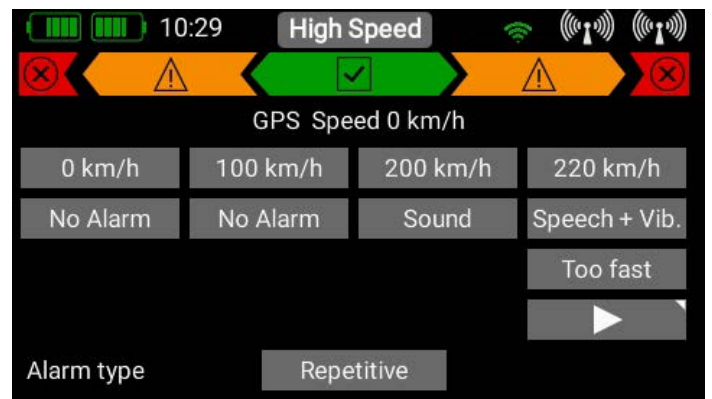 10:29 High Speed
GPS Speed 0 km/h
0 km/h 100 km/h 200 km/h 220 km/h
No Alarm No Alarm Sound Speech + Vib.
Too fast
Alarm type Repetitive